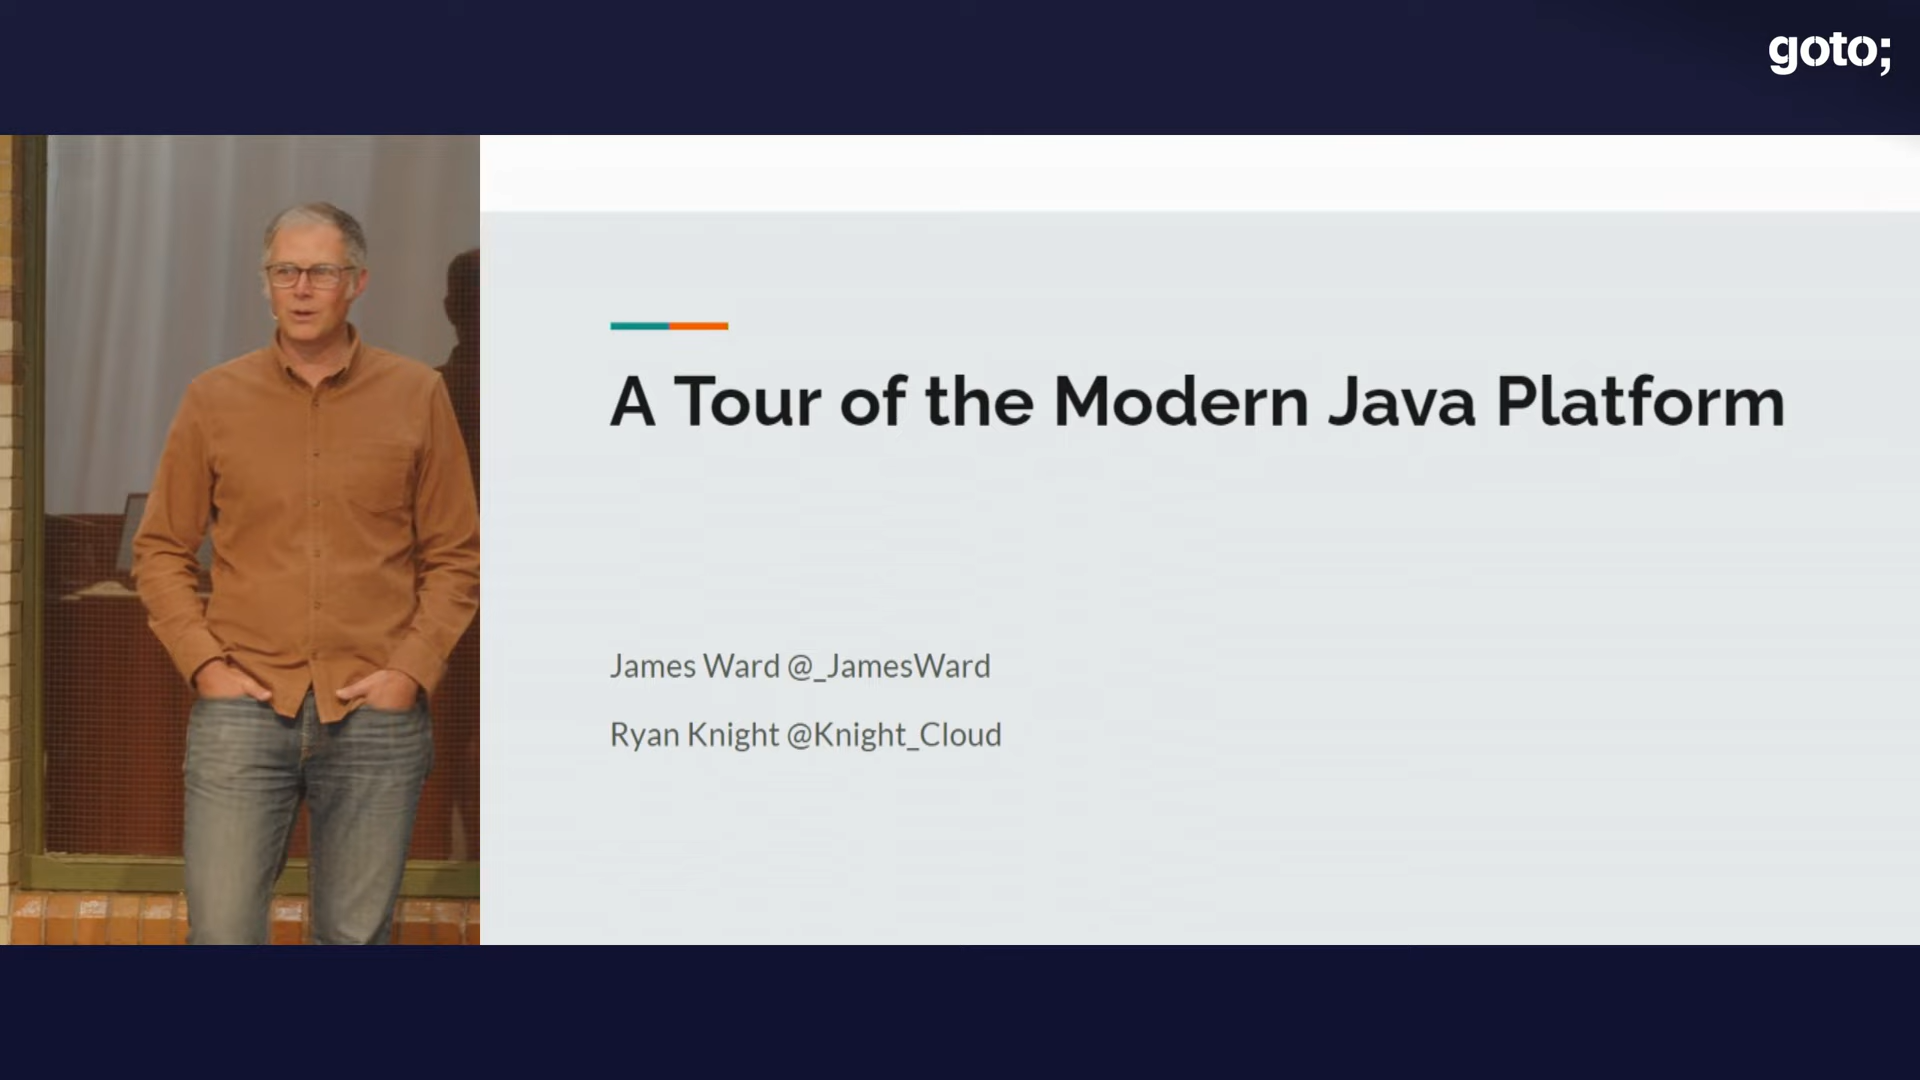 goto;
A Tour of the Modern Java Platform
James Ward @_JamesWard
Ryan Knight @Knight_Cloud